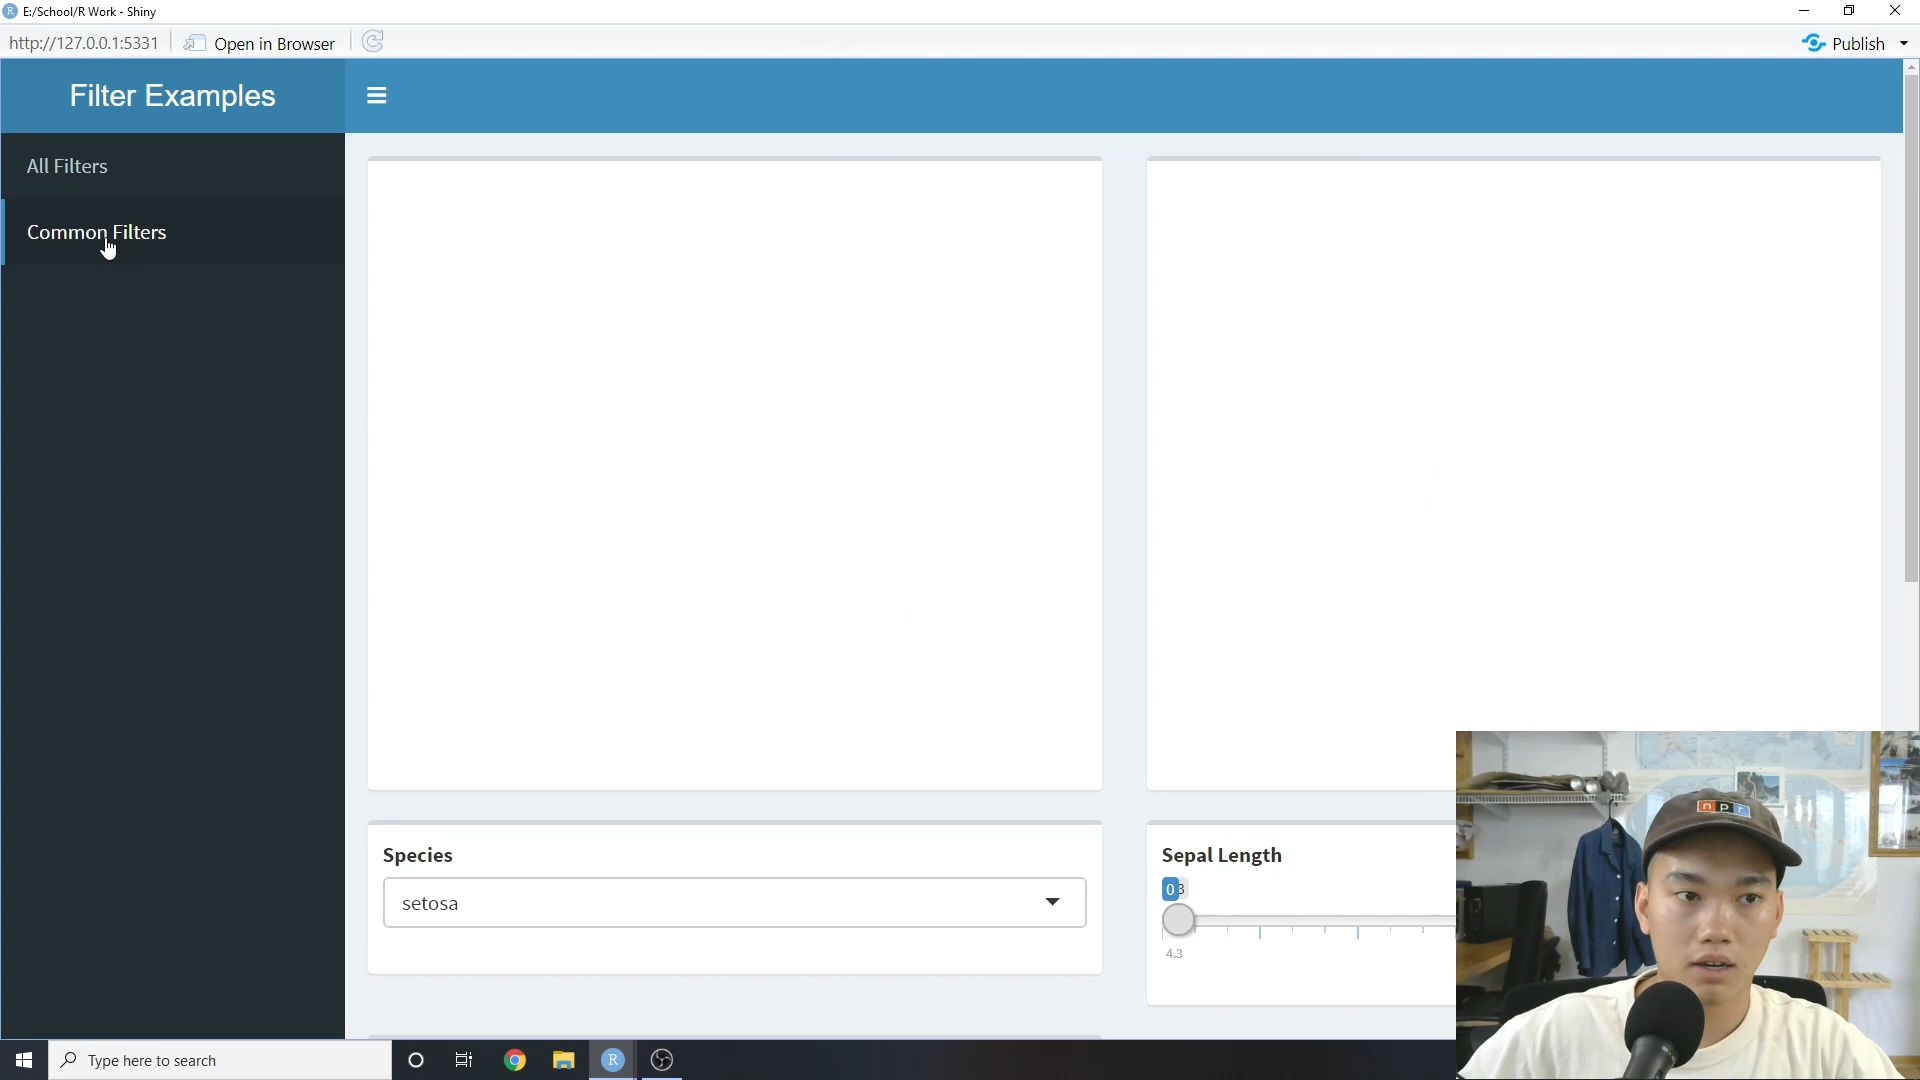 E:/School/R Work - Shiny
http://127.0.0.1:5331 Open in Browser Publish
Filter Examples
All Filters
Common Filters
Species
setosa
Sepal Length
4.3
Type here to search
R
n p r